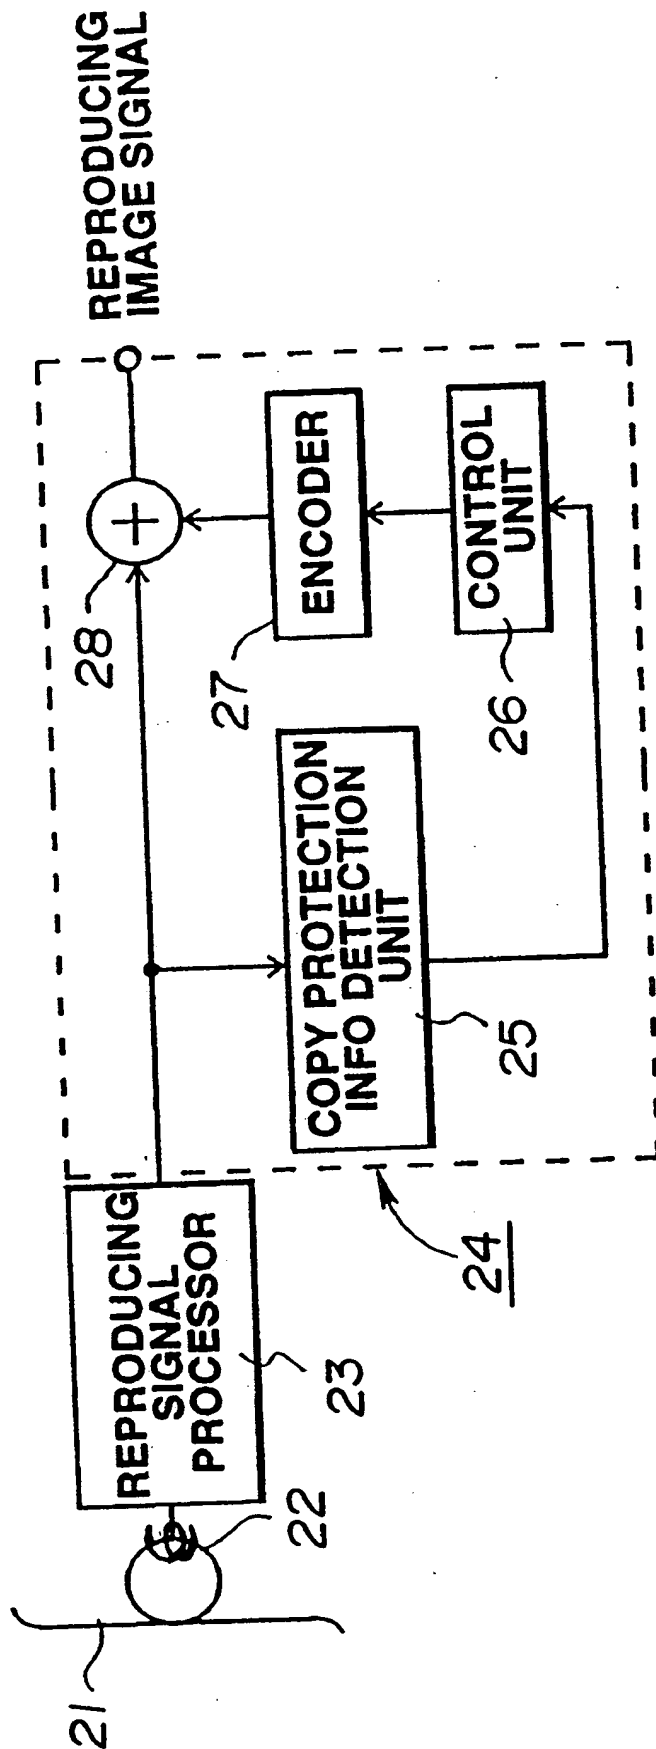 21
22
REPRODUCING
SIGNAL
PROCESSOR
23
24
COPY PROTECTION
INFO DETECTION
UNIT
25
CONTROL
UNIT
26
ENCODER
27
28
+
REPRODUCING
IMAGE SIGNAL